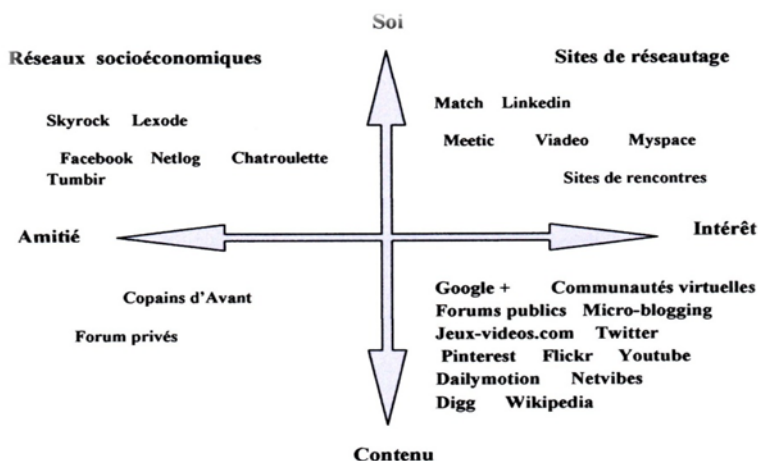 Soi
Réseaux socioéconomiques
Sites de réseautage
Skyrock Lexode
Match Linkedin
Facebook Netlog Chatroulette
Meetic Viadeo Myspace
Tumbir
Sites de rencontres
Amitié
Intérêt
Copains d'Avant
Google + Communautés virtuelles
Forums publics Micro-blogging
Forum privés
Jeux-videos.com Twitter
Pinterest Flickr Youtube
Dailymotion Netvibes
Digg Wikipedia
Contenu